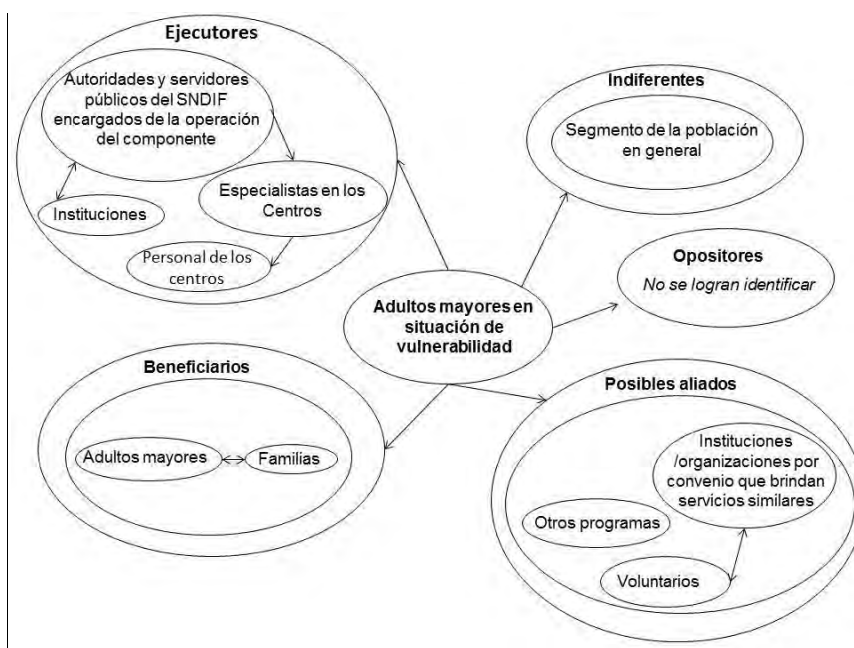 Ejecutores
Autoridades y servidores
públicos del SNDIF
encargados de la operación
del componente
Instituciones
Especialistas en los
Centros
Personal de los
centros
Indiferentes
Segmento de la población
en general
Opositores
No se logran identificar
Adultos mayores en
situación de
vulnerabilidad
Beneficiarios
Adultos mayores
Familias
Posibles aliados
Instituciones
/organizaciones por
convenio que brindan
servicios similares
Otros programas
Voluntarios